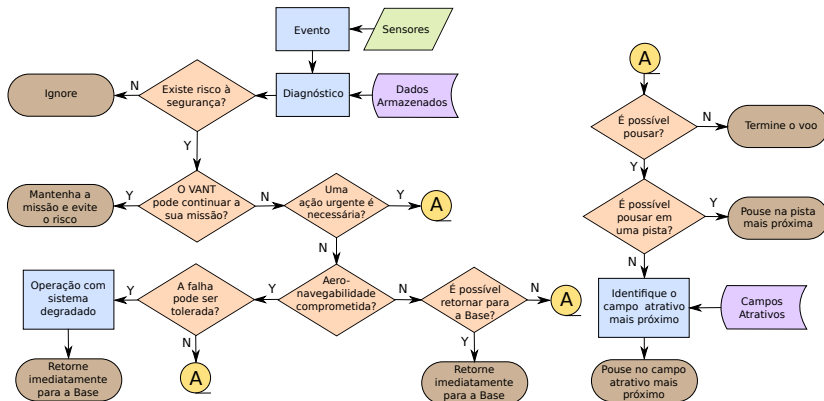 Evento
Sensores
Existe risco à
segurança?
N
Ignore
Diagnóstico
Dados
Armazenados
Y
O VANT
pode continuar a
sua missão?
Y
Mantenha a
missão e evite
o risco
N
Uma
ação urgente é
necessária?
Y
A
N
Aero-
navegabilidade
comprometida?
Y
A falha
pode ser
tolerada?
Y
Operação com
sistema
degradado
Retorne
imediatamente
para a Base
N
A
N
É possível
retornar para
a Base?
N
A
Y
Retorne
imediatamente
para a Base
A
É possível
pousar?
N
Termine o voo
Y
É possível
pousar em
uma pista?
Y
Pouse na pista
mais próxima
N
Identifique o
campo atrativo
mais próximo
Campos
Atrativos
Pouse no campo
atrativo mais
próximo